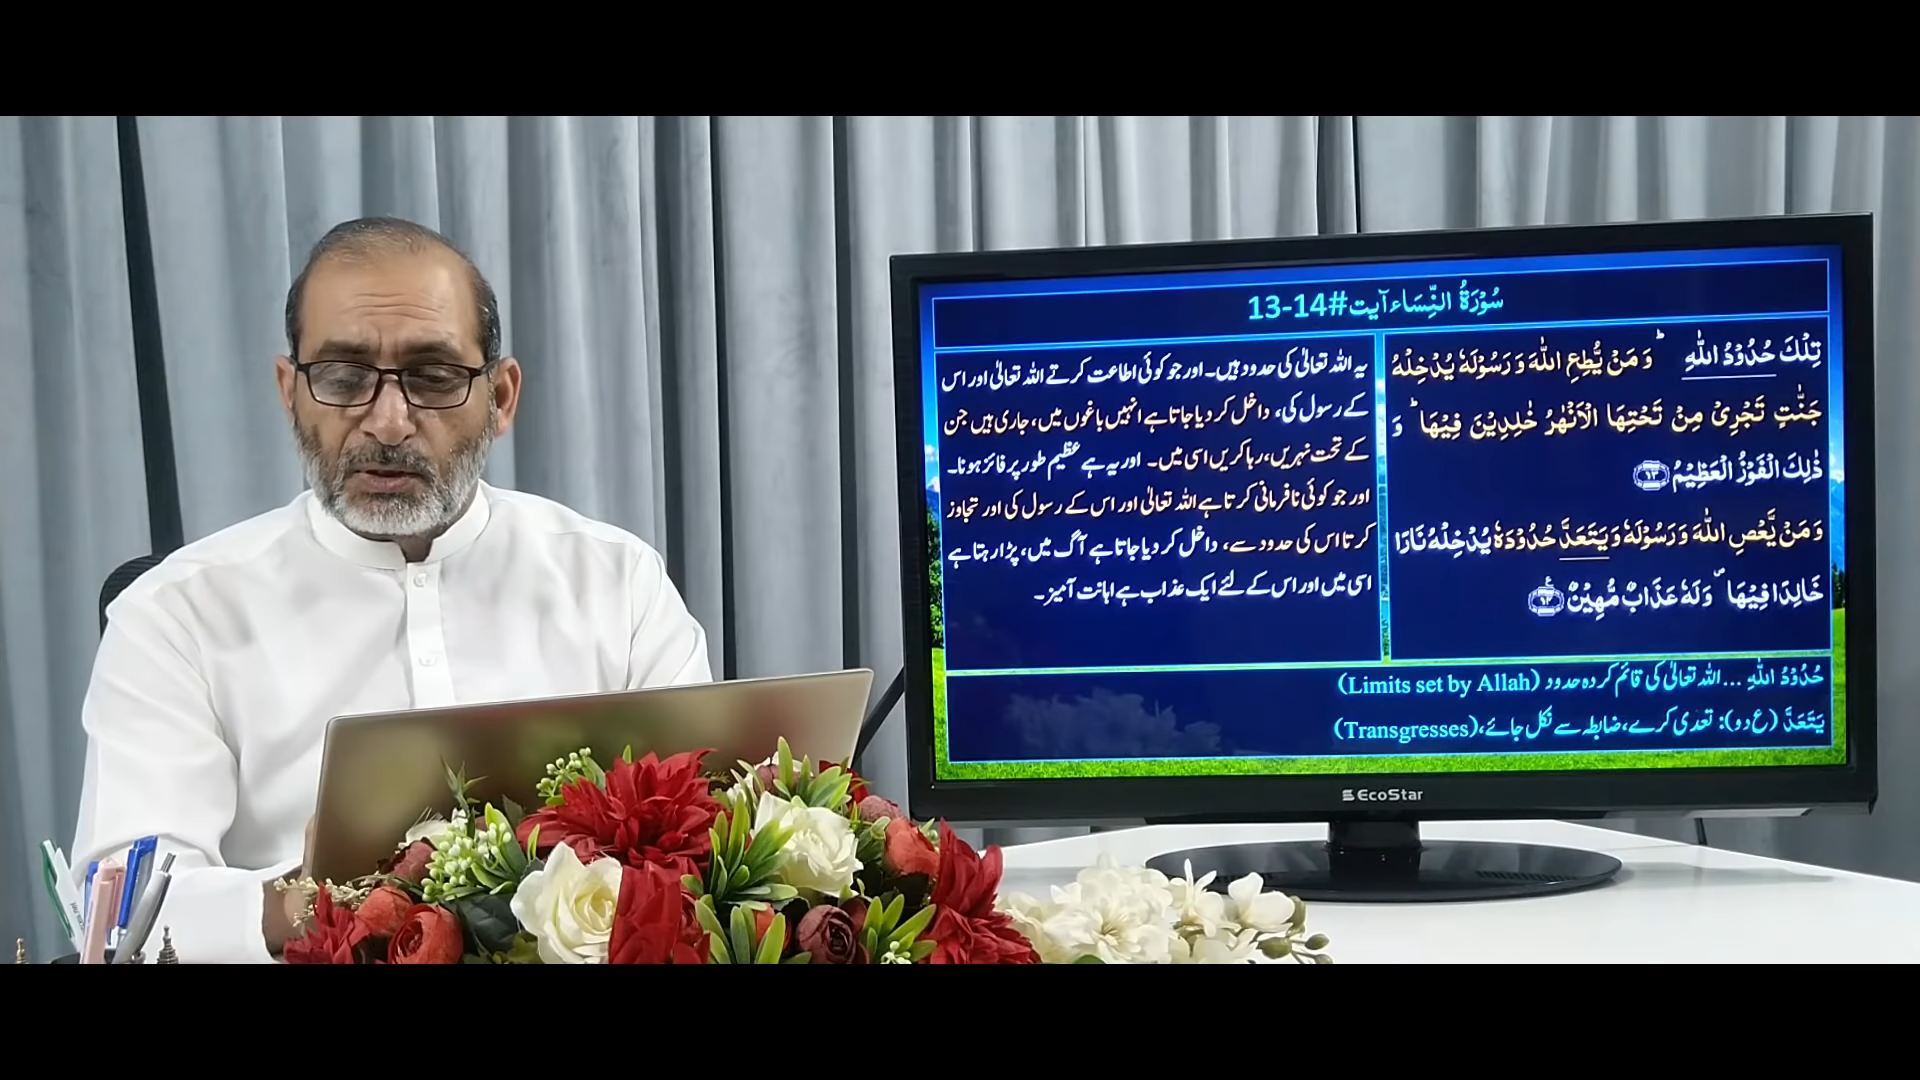 سُوْرَةُ النِّسَاء آیت#14-13
تِلْكَ حُدُوْدُ اللّٰهِ ؕ وَ مَنْ يُّطِعِ اللّٰهَ وَ رَسُوْلَهٗ يُدْخِلْهُ
جَنّٰتٍ تَجْرِیْ مِنْ تَحْتِهَا الْاَنْهٰرُ خٰلِدِیْنَ فِیْهَا ؕ وَ
ذٰلِكَ الْفَوْزُ الْعَظِیْمُ ﴿۱۳﴾
وَ مَنْ يَّعْصِ اللّٰهَ وَ رَسُوْلَهٗ وَ يَتَعَدَّ حُدُوْدَهٗ يُدْخِلْهُ نَارًا
خَالِدًا فِیْهَا ۪ وَ لَهٗ عَذَابٌ مُّهِیْنٌ ﴿۱۴﴾
یہ اللہ تعالیٰ کی حدود ہیں۔ اور جو کوئی اطاعت کرتے اللہ تعالیٰ اور اس
کے رسول کی، داخل کر دیا جاتا ہے انہیں باغوں میں، جاری ہیں جن
کے تحت نہریں، رہا کریں اسی میں۔ اور یہ ہے عظیم طور پر فائز ہونا۔
اور جو کوئی نافرمانی کرتا ہے اللہ تعالیٰ اور اس کے رسول کی اور تجاوز
کرتا اس کی حدود سے، داخل کر دیا جاتا ہے آگ میں، پڑا رہتا ہے
اسی میں اور اس کے لئے ایک عذاب ہے اہانت آمیز۔
حُدُوْدُ اللّٰهِ ... اللہ تعالیٰ کی قائم کردہ حدود (Limits set by Allah)
يَتَعَدَّ (ع دو): تعدی کرے، ضابطہ سے نکل جائے، (Transgresses)
EcoStar